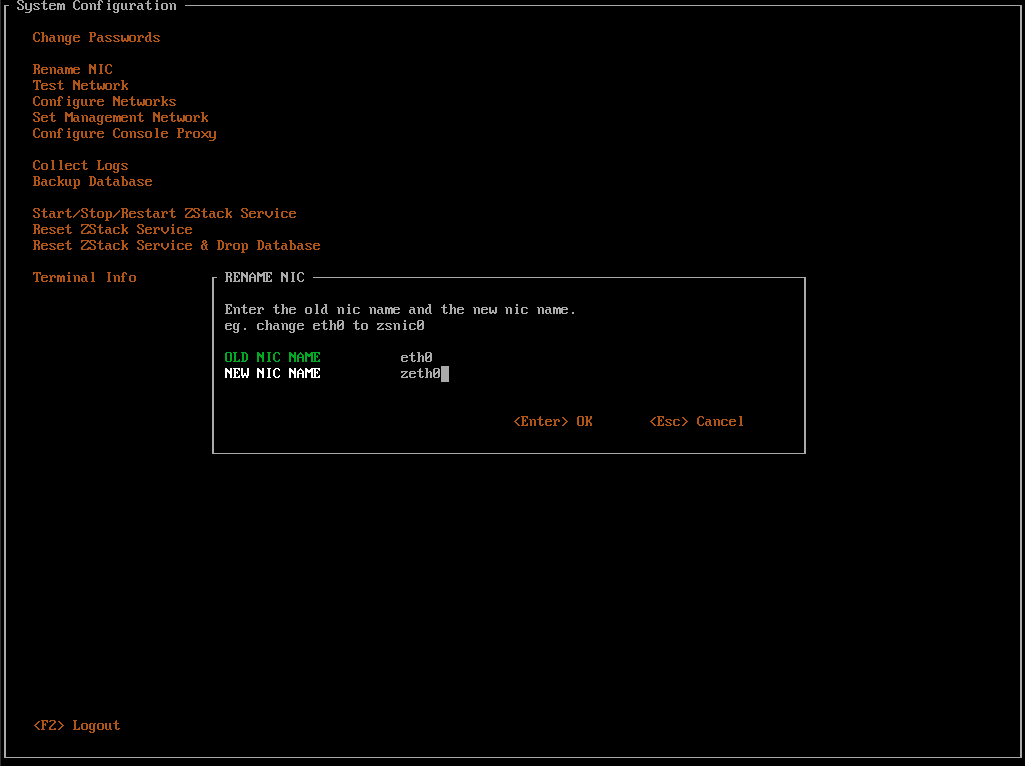 System Configuration
Change Passwords
Rename NIC
Test Network
Configure Networks
Set Management Network
Configure Console Proxy
Collect Logs
Backup Database
Start/Stop/Restart ZStack Service
Reset ZStack Service
Reset ZStack Service & Drop Database
Terminal Info
RENAME NIC
Enter the old nic name and the new nic name.
eg. change eth0 to zsnic0
OLD NIC NAME eth0
NEW NIC NAME zeth0
<Enter> OK <Esc> Cancel
<F2> Logout